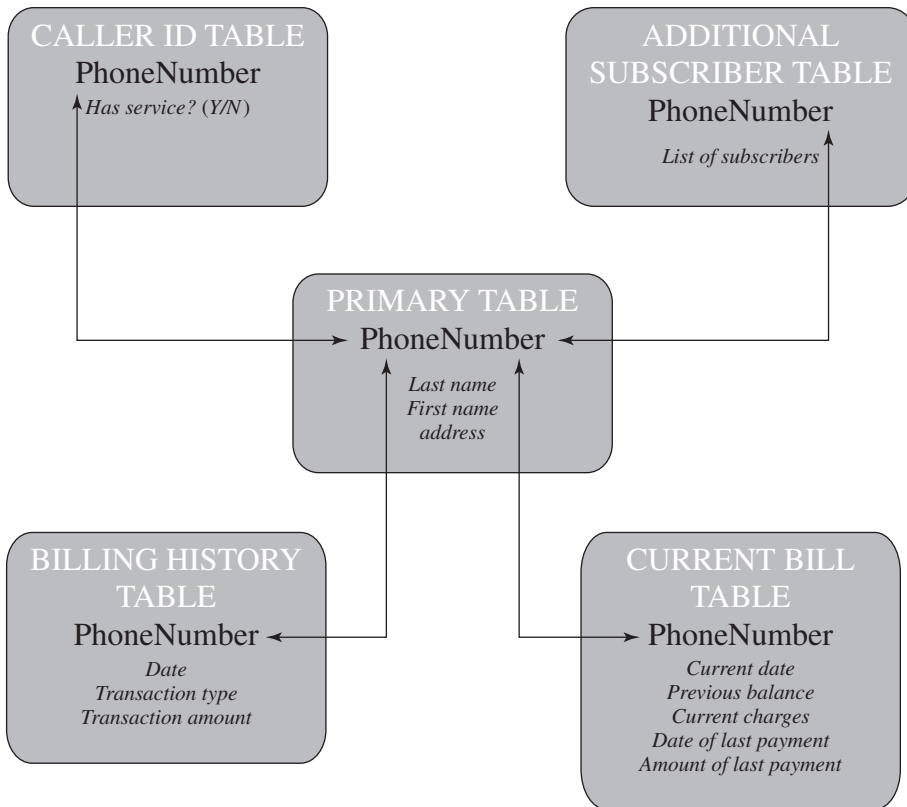 CALLER ID TABLE
PhoneNumber
Has service? (Y/N)
ADDITIONAL
SUBSCRIBER TABLE
PhoneNumber
List of subscribers
PRIMARY TABLE
PhoneNumber
Last name
First name
address
BILLING HISTORY
TABLE
PhoneNumber
Date
Transaction type
Transaction amount
CURRENT BILL
TABLE
PhoneNumber
Current date
Previous balance
Current charges
Date of last payment
Amount of last payment